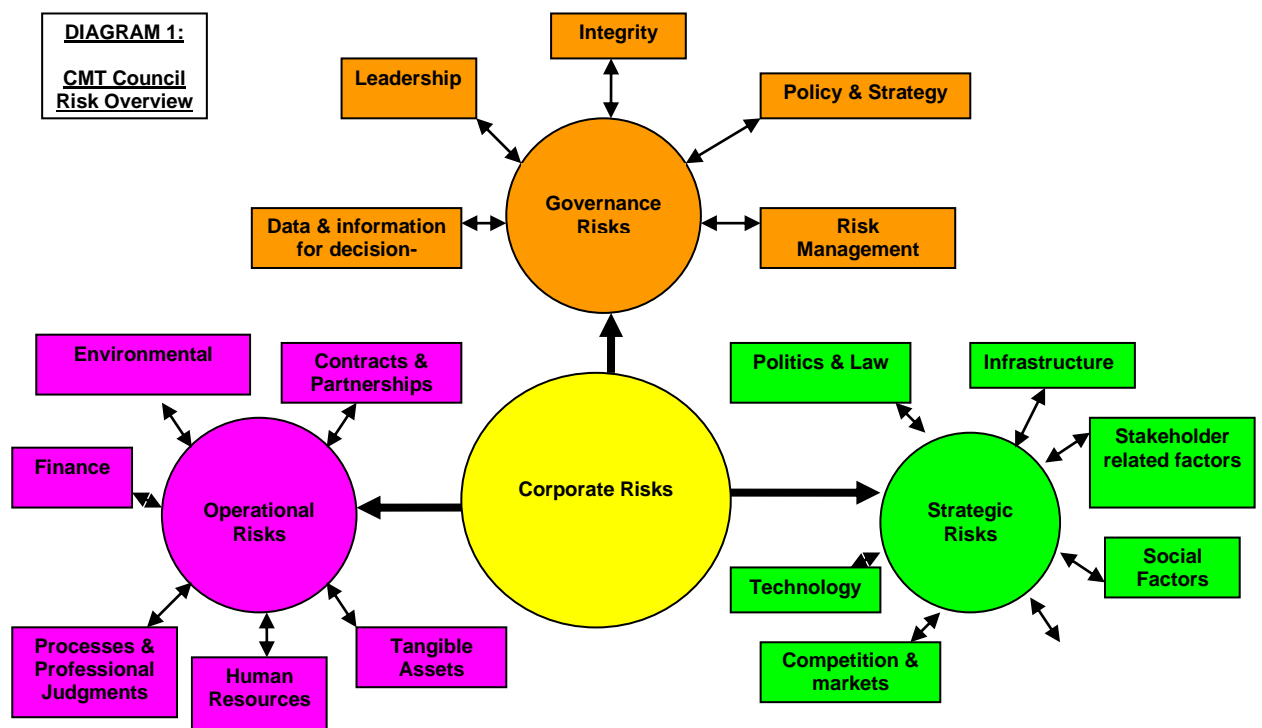 DIAGRAM 1:
CMT Council
Risk Overview
Integrity
Leadership
Policy & Strategy
Governance
Risks
Data & information
for decision-
Risk
Management
Environmental
Contracts &
Partnerships
Politics & Law
Infrastructure
Finance
Stakeholder
related factors
Operational
Risks
Corporate Risks
Strategic
Risks
Technology
Social
Factors
Processes &
Professional
Judgments
Human
Resources
Tangible
Assets
Competition &
markets